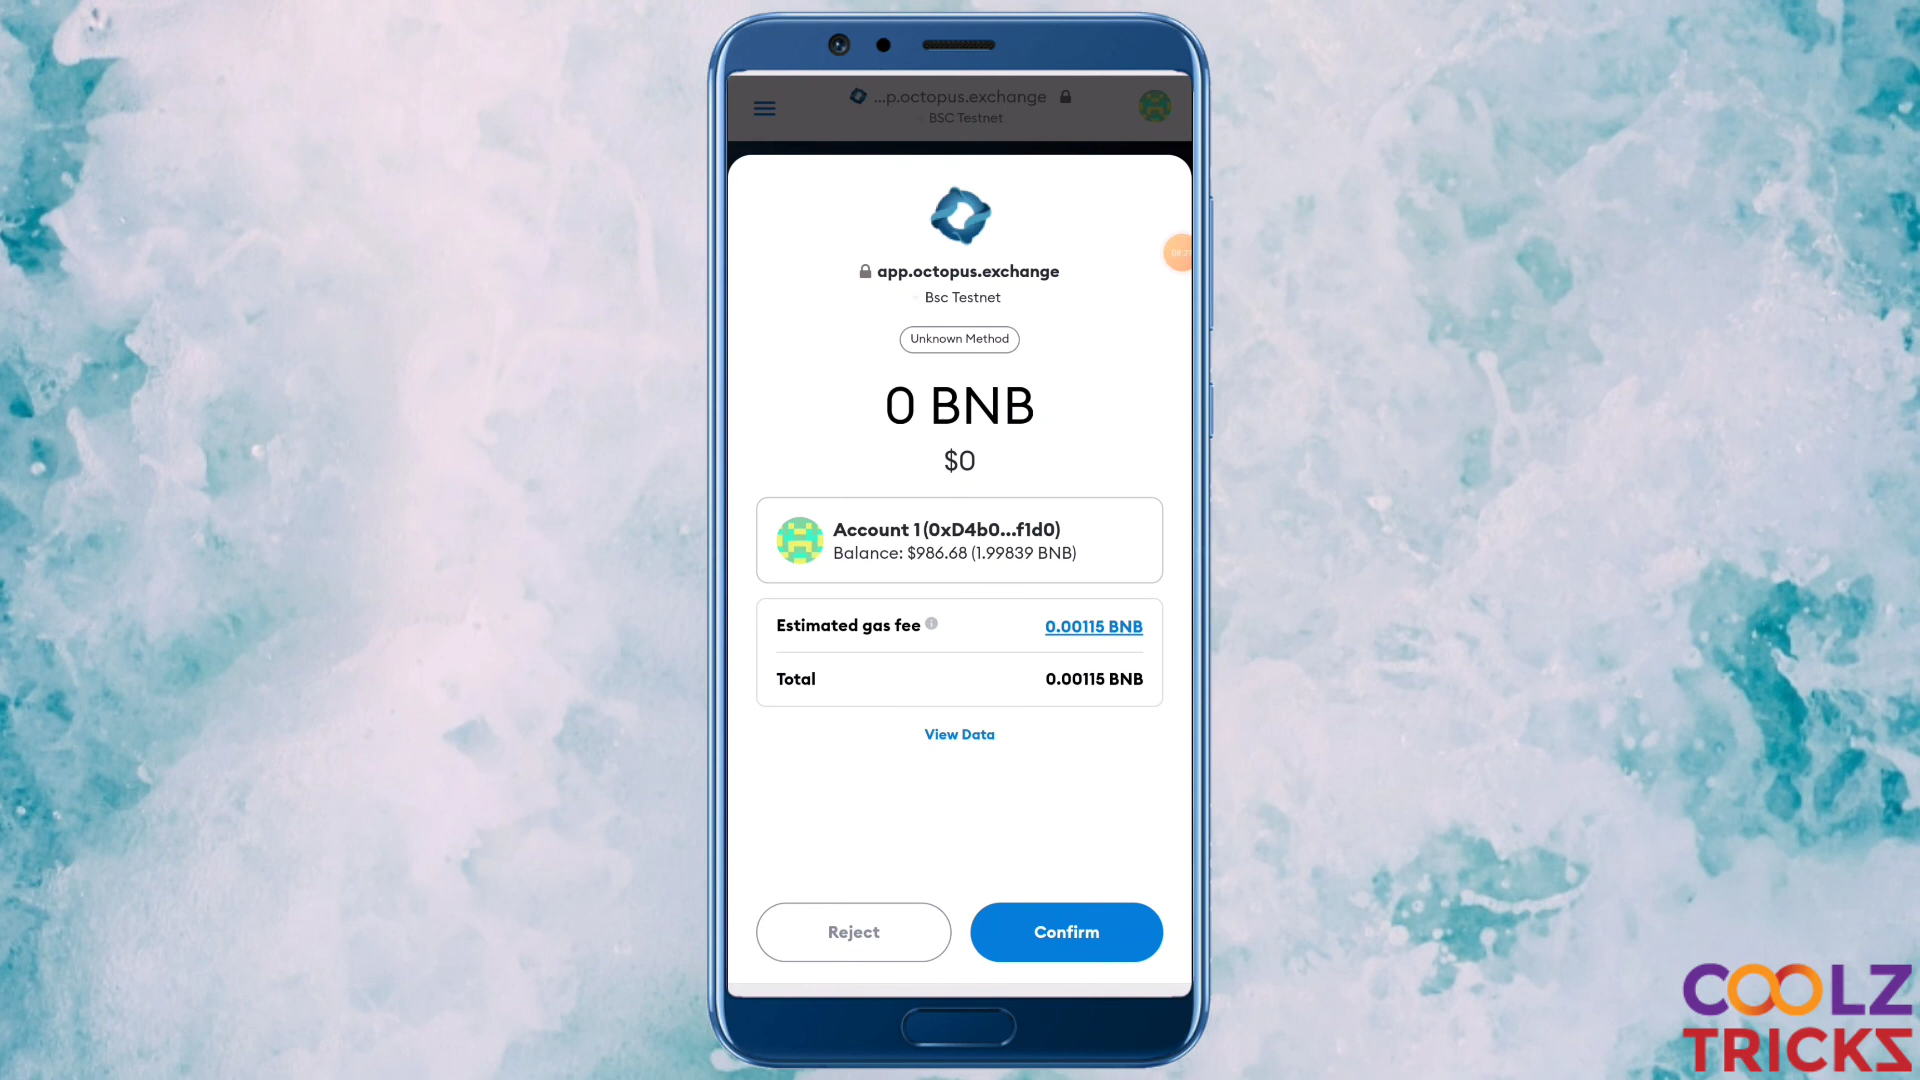 ...p.octopus.exchange
BSC Testnet
app.octopus.exchange
Bsc Testnet
Unknown Method
0 BNB
$0
Account 1 (0xD4b0...f1d0)
Balance: $986.68 (1.99839 BNB)
Estimated gas fee
0.00115 BNB
Total
0.00115 BNB
View Data
Reject
Confirm
COOLZ
TRICKS